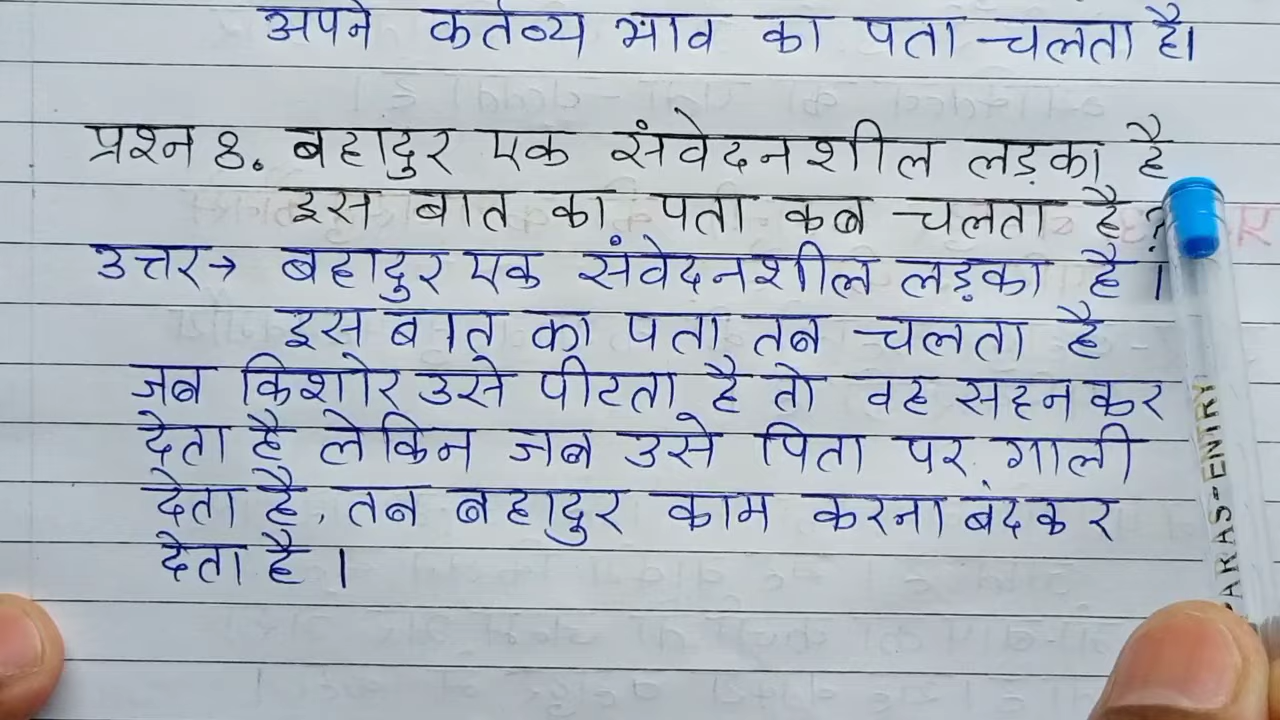 अपने कर्तव्य भाव का पता चलता है।
प्रश्न 8. बहादुर एक संवेदनशील लड़का है
इस बात का पता कब चलता है?
उत्तर→ बहादुर एक संवेदनशील लड़का है।
इस बात का पता तब चलता है
जब किशोर उसे पीटता है तो वह सहन कर
देता है लेकिन जब उसे पिता पर गाली
देता है, तब बहादुर काम करना बंद कर
देता है।
ARAS-ENTRY